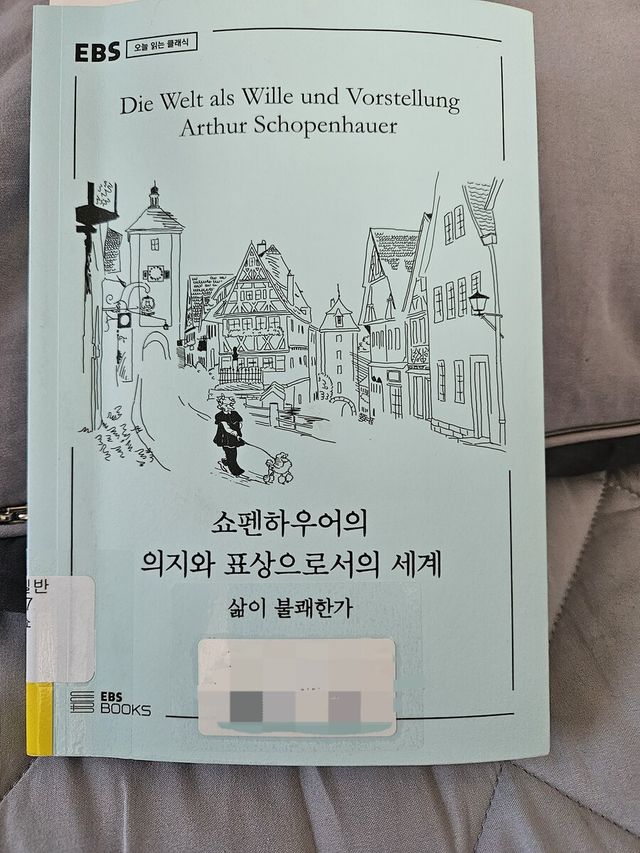 EBS 오늘 읽는 클래식
Die Welt als Wille und Vorstellung
Arthur Schopenhauer
쇼펜하우어의
의지와 표상으로서의 세계
삶이 불쾌한가
반
7
EBS
BOOKS